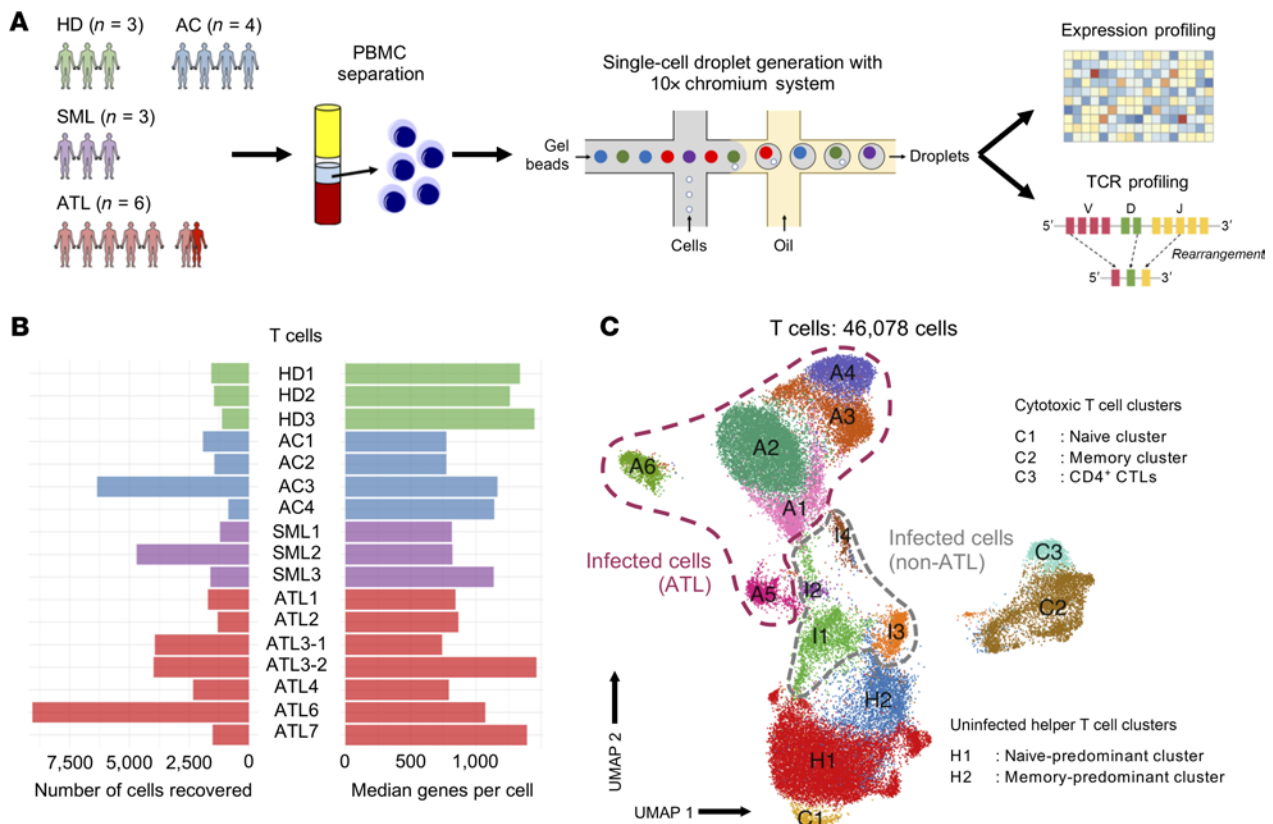 A
HD (n = 3)
AC (n = 4)
SML (n = 3)
ATL (n = 6)
PBMC
separation
Single-cell droplet generation with
10× chromium system
Gel
beads
Cells
Oil
Droplets
Expression profiling
TCR profiling
V D J
5′ 3′
Rearrangement
5′ 3′
B
T cells
HD1
HD2
HD3
AC1
AC2
AC3
AC4
SML1
SML2
SML3
ATL1
ATL2
ATL3-1
ATL3-2
ATL4
ATL6
ATL7
7,500 5,000 2,500 0
0 500 1,000
Number of cells recovered
Median genes per cell
C
T cells: 46,078 cells
A4
A3
A2
A6
A1
I4
Infected cells
(ATL)
Infected cells
(non-ATL)
A5
I2
I1
I3
H2
H1
C1
C3
C2
Cytotoxic T cell clusters
C1 : Naive cluster
C2 : Memory cluster
C3 : CD4⁺ CTLs
Uninfected helper T cell clusters
H1 : Naive-predominant cluster
H2 : Memory-predominant cluster
UMAP 2
UMAP 1